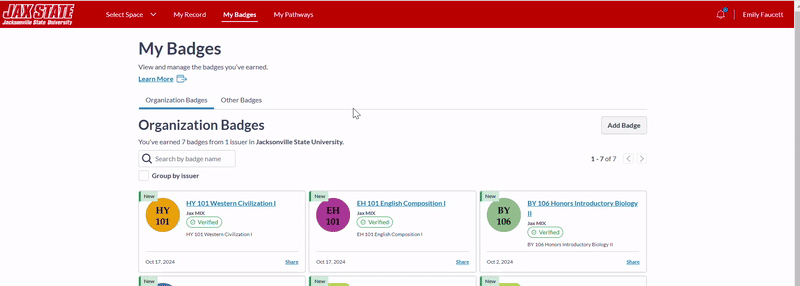 JAX STATE
Jacksonville State University
Select Space
My Record
My Badges
My Pathways
Emily Faucett
My Badges
View and manage the badges you've earned.
Learn More
Organization Badges
Other Badges
Organization Badges
Add Badge
You've earned 7 badges from 1 issuer in Jacksonville State University.
Search by badge name
1 - 7 of 7
Group by issuer
New
HY 101
HY 101 Western Civilization I
Jax MIX
Verified
HY 101 Western Civilization I
Oct 17, 2024
Share
New
EH 101
EH 101 English Composition I
Jax MIX
Verified
EH 101 English Composition I
Oct 17, 2024
Share
New
BY 106
BY 106 Honors Introductory Biology
II
Jax MIX
Verified
BY 106 Honors Introductory Biology II
Oct 2, 2024
Share
New
New
New